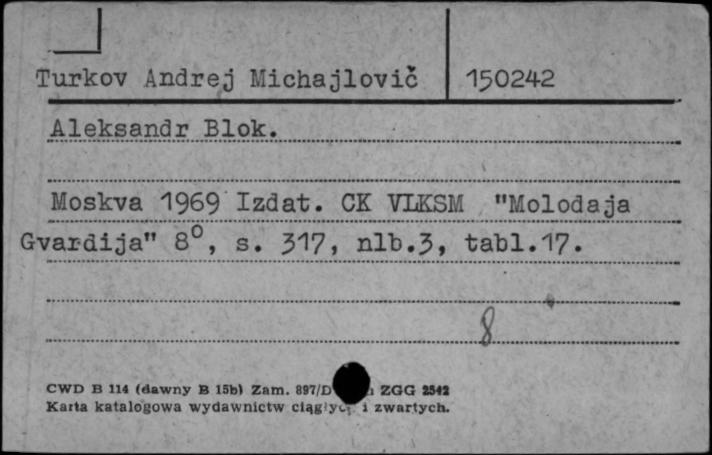 Turkov Andrej Michajlovič 150242
Aleksandr Blok.
Moskva 1969 Izdat. CK VLKSM "Molodaja
Gvardija" 8⁰, s. 317, nlb.3, tabl.17.
8
CWD B 114 (dawny B 15b) Zam. 897/D ZGG 2542
Karta katalogowa wydawnictw ciągłych i zwartych.